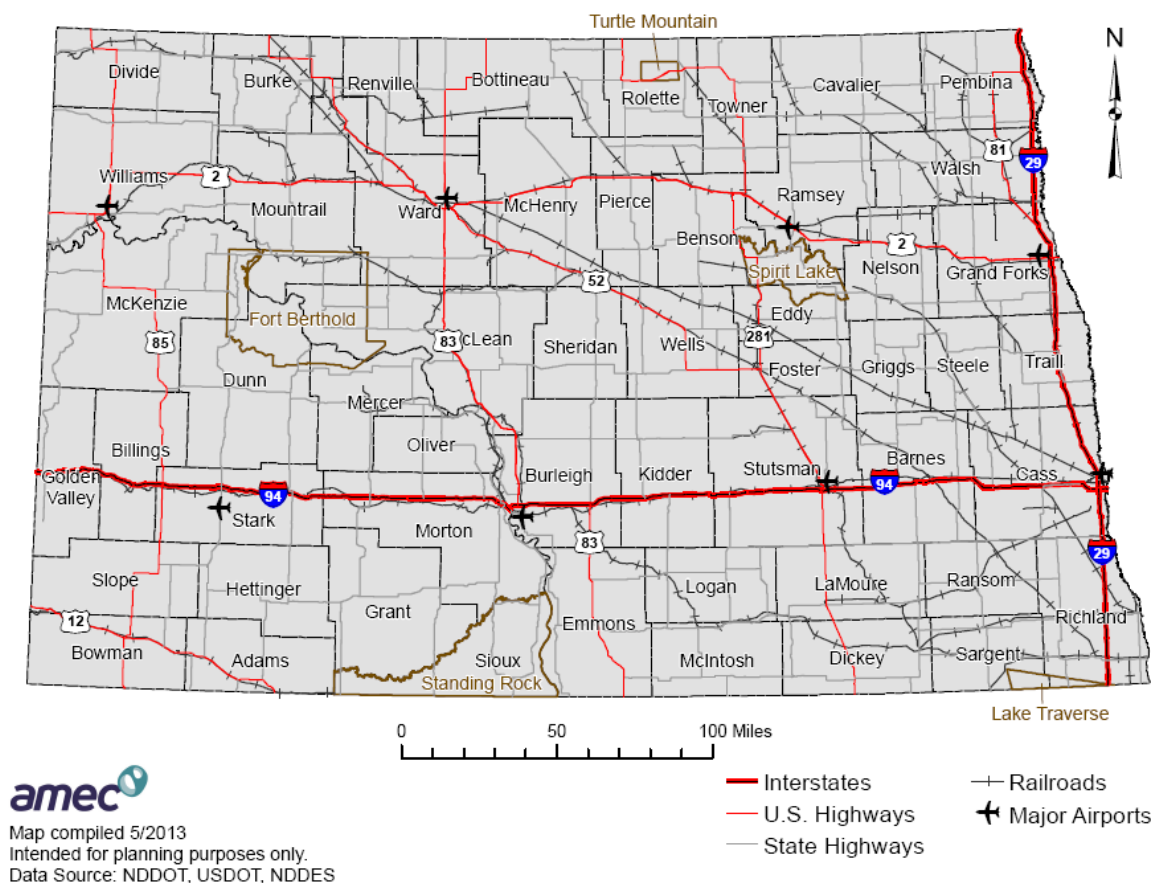 Turtle Mountain
N
Divide
Burke
Renville
Bottineau
Rolette
Towner
Cavalier
Pembina
81
29
Walsh
Williams
2
Mountrail
Ward
McHenry
Pierce
Ramsey
Benson
2
Spirit Lake
Nelson
Grand Forks
McKenzie
Fort Berthold
52
85
83
cLean
Sheridan
Wells
281
Eddy
Foster
Griggs
Steele
Traill
Dunn
Mercer
Oliver
Billings
Golden
Valley
94
Stark
Morton
Burleigh
Kidder
Stutsman
94
Barnes
Cass
83
29
Slope
Hettinger
Grant
Emmons
Logan
LaMoure
Ransom
Richland
12
Bowman
Adams
Sioux
Standing Rock
McIntosh
Dickey
Sargent
Lake Traverse
0 50 100 Miles
amec
Interstates
U.S. Highways
State Highways
Railroads
Major Airports
Map compiled 5/2013
Intended for planning purposes only.
Data Source: NDDOT, USDOT, NDDES